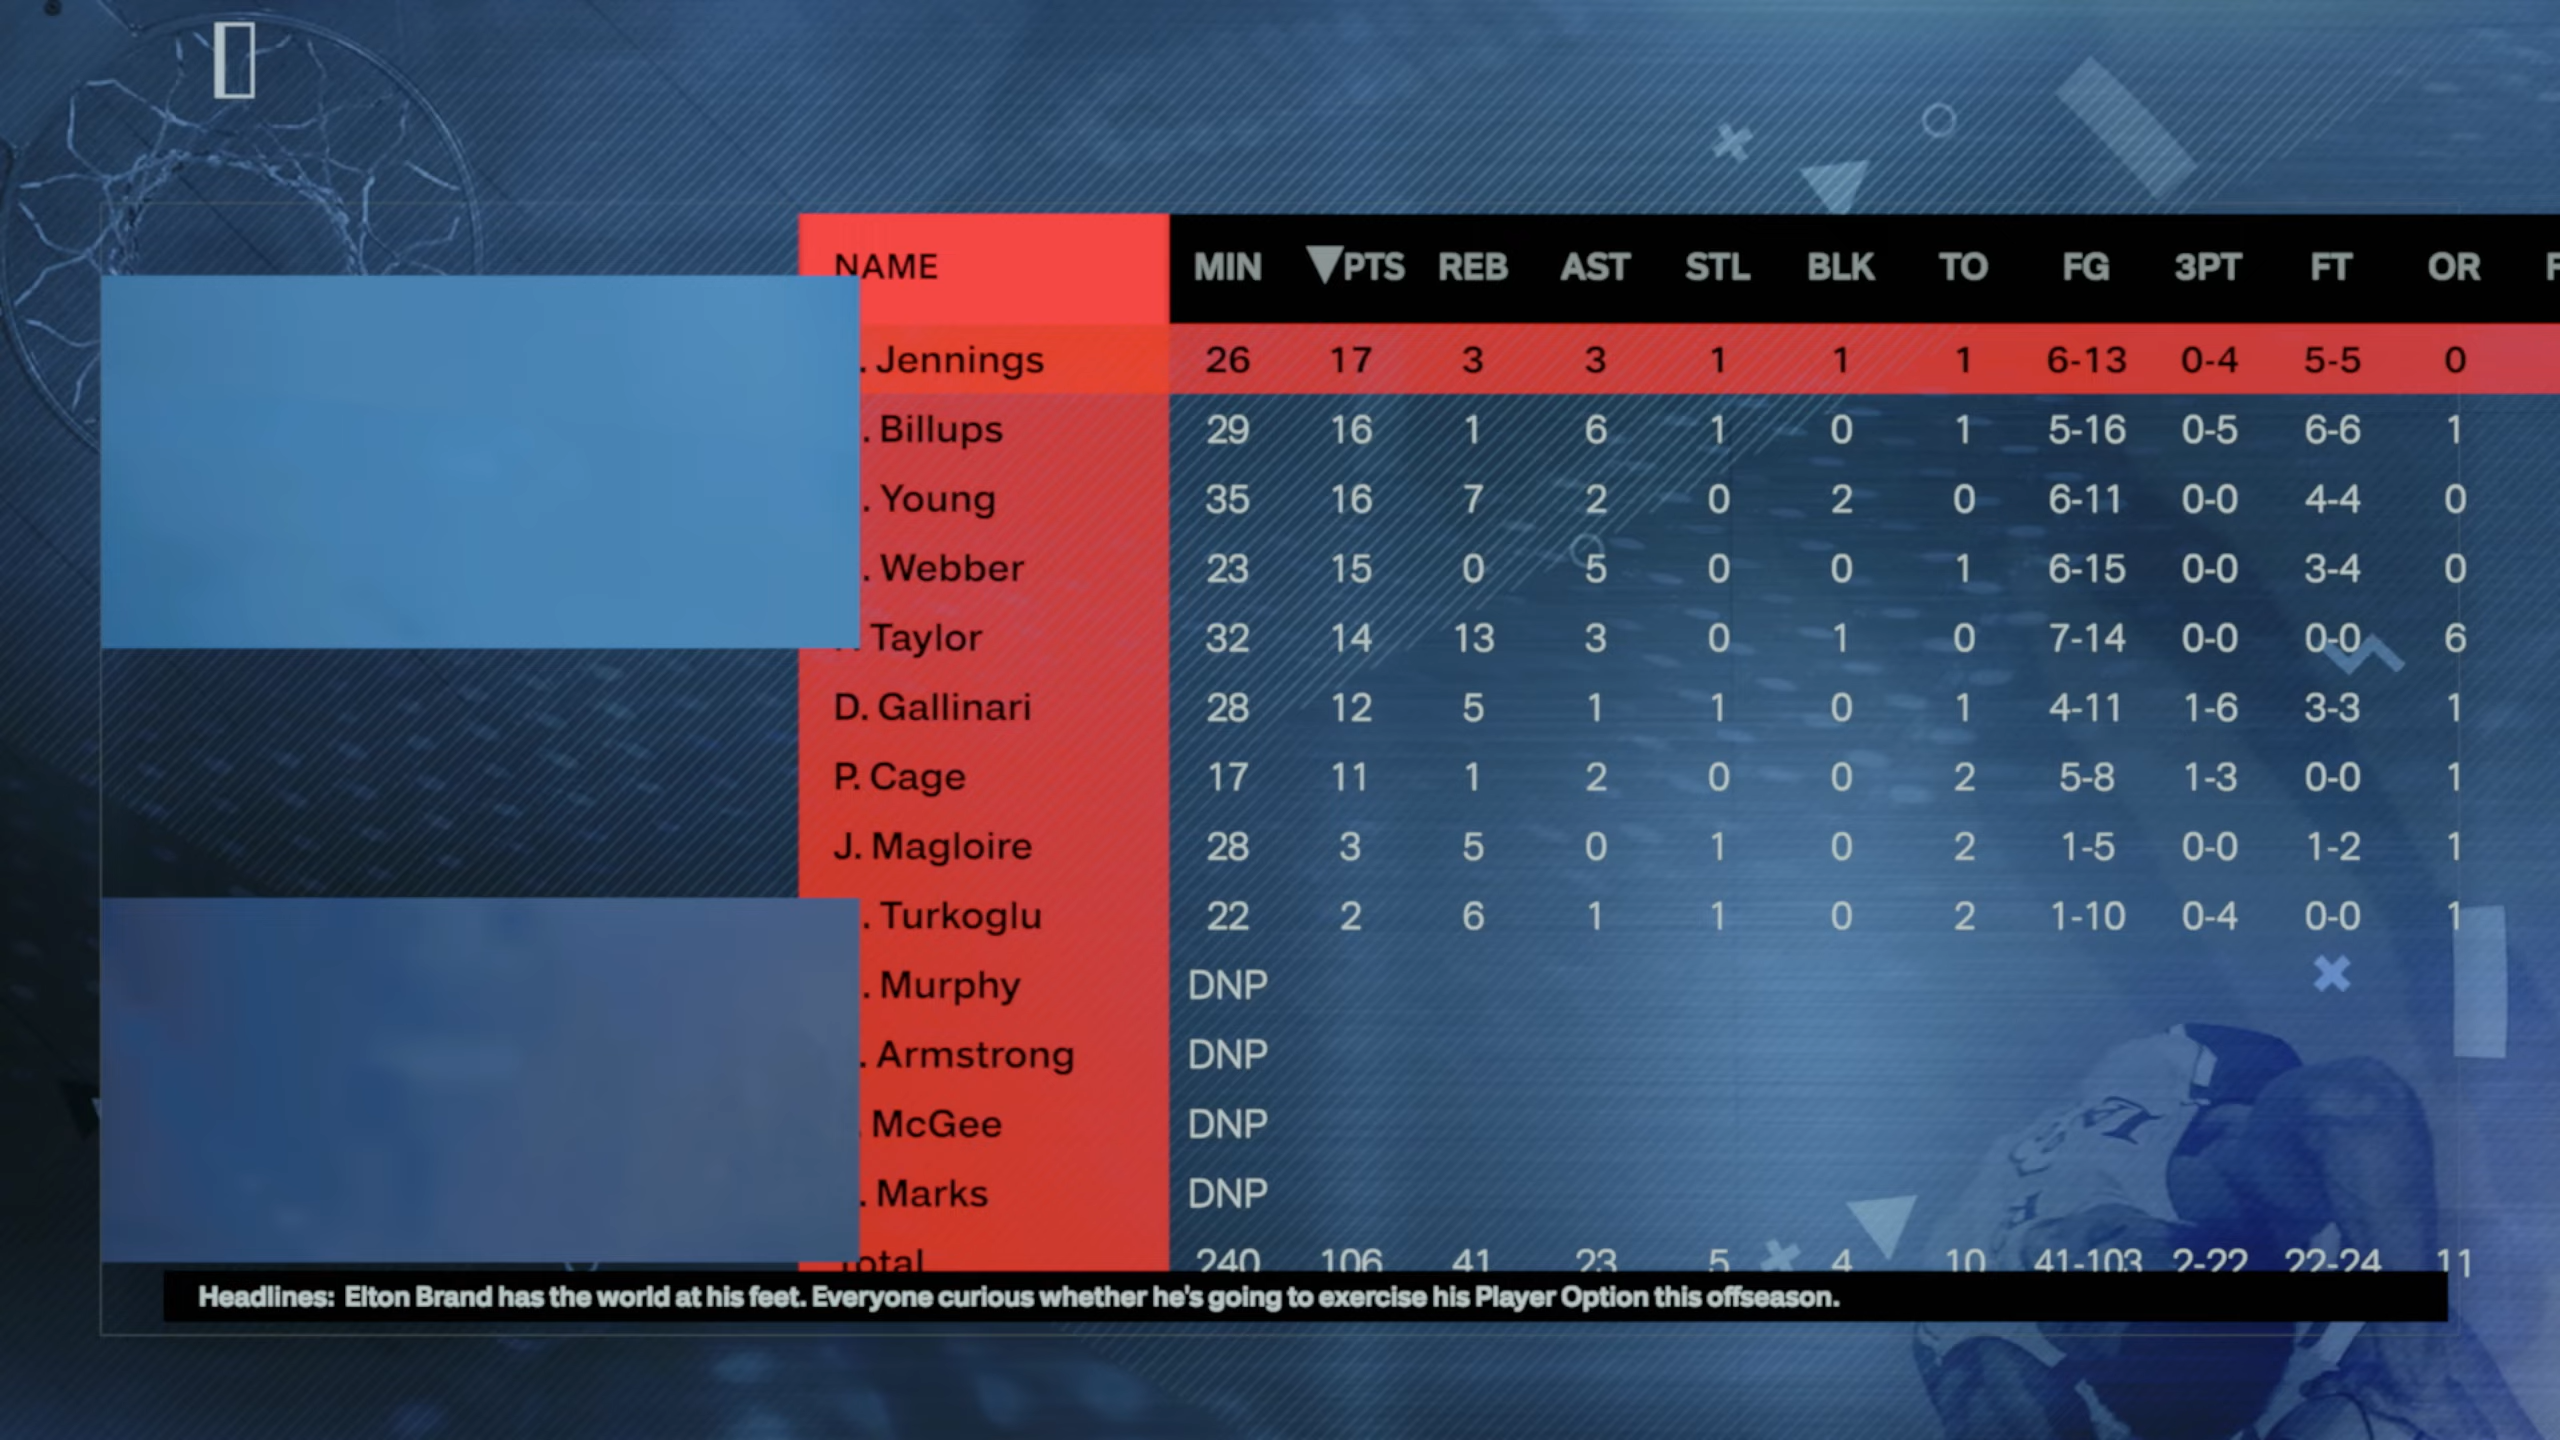 NAME MIN PTS REB AST STL BLK TO FG 3PT FT OR
. Jennings 26 17 3 3 1 1 1 6-13 0-4 5-5 0
. Billups 29 16 1 6 1 0 1 5-16 0-5 6-6 1
. Young 35 16 7 2 0 2 0 6-11 0-0 4-4 0
. Webber 23 15 0 5 0 0 1 6-15 0-0 3-4 0
Taylor 32 14 13 3 0 1 0 7-14 0-0 0-0 6
D. Gallinari 28 12 5 1 1 0 1 4-11 1-6 3-3 1
P. Cage 17 11 1 2 0 0 2 5-8 1-3 0-0 1
J. Magloire 28 3 5 0 1 0 2 1-5 0-0 1-2 1
. Turkoglu 22 2 6 1 1 0 2 1-10 0-4 0-0 1
. Murphy DNP
. Armstrong DNP
. McGee DNP
. Marks DNP
Total 240 106 41 23 5 4 10 41-103 2-22 22-24 11
Headlines: Elton Brand has the world at his feet. Everyone curious whether he's going to exercise his Player Option this offseason.